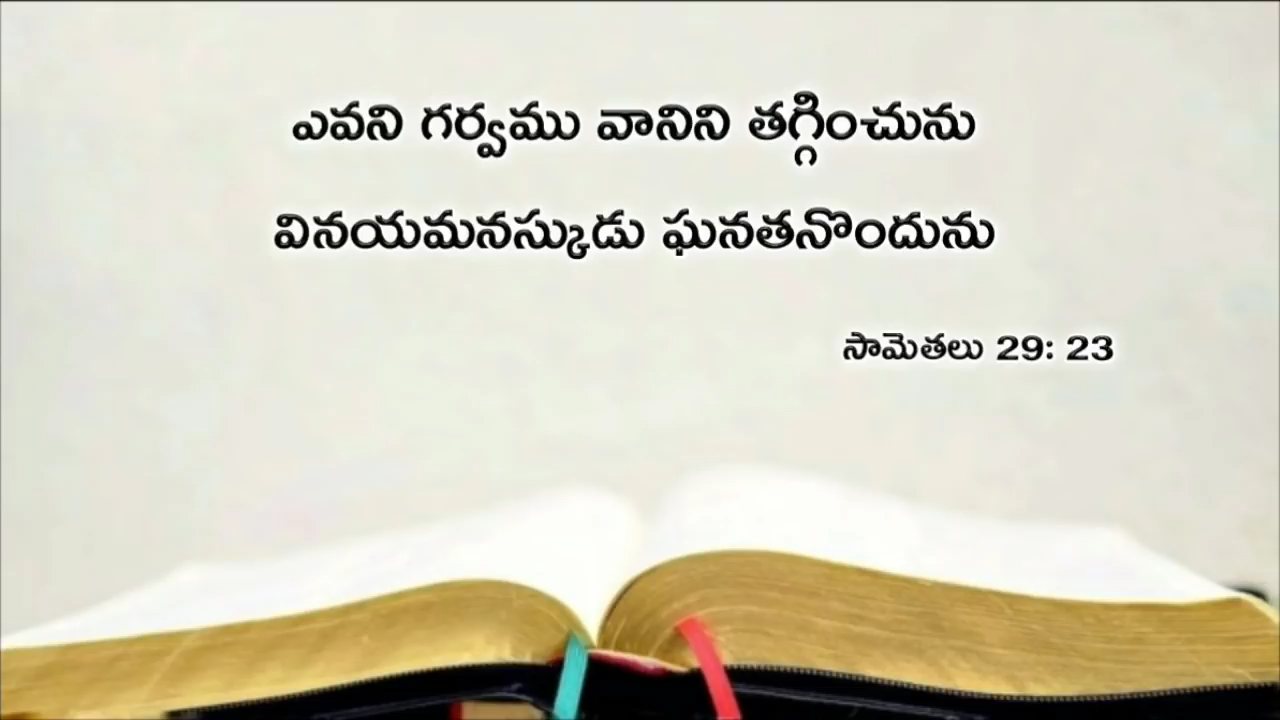 ఎవని గర్వము వానిని తగ్గించును
వినయమనస్కుడు ఘనతనొందును
సామెతలు 29: 23